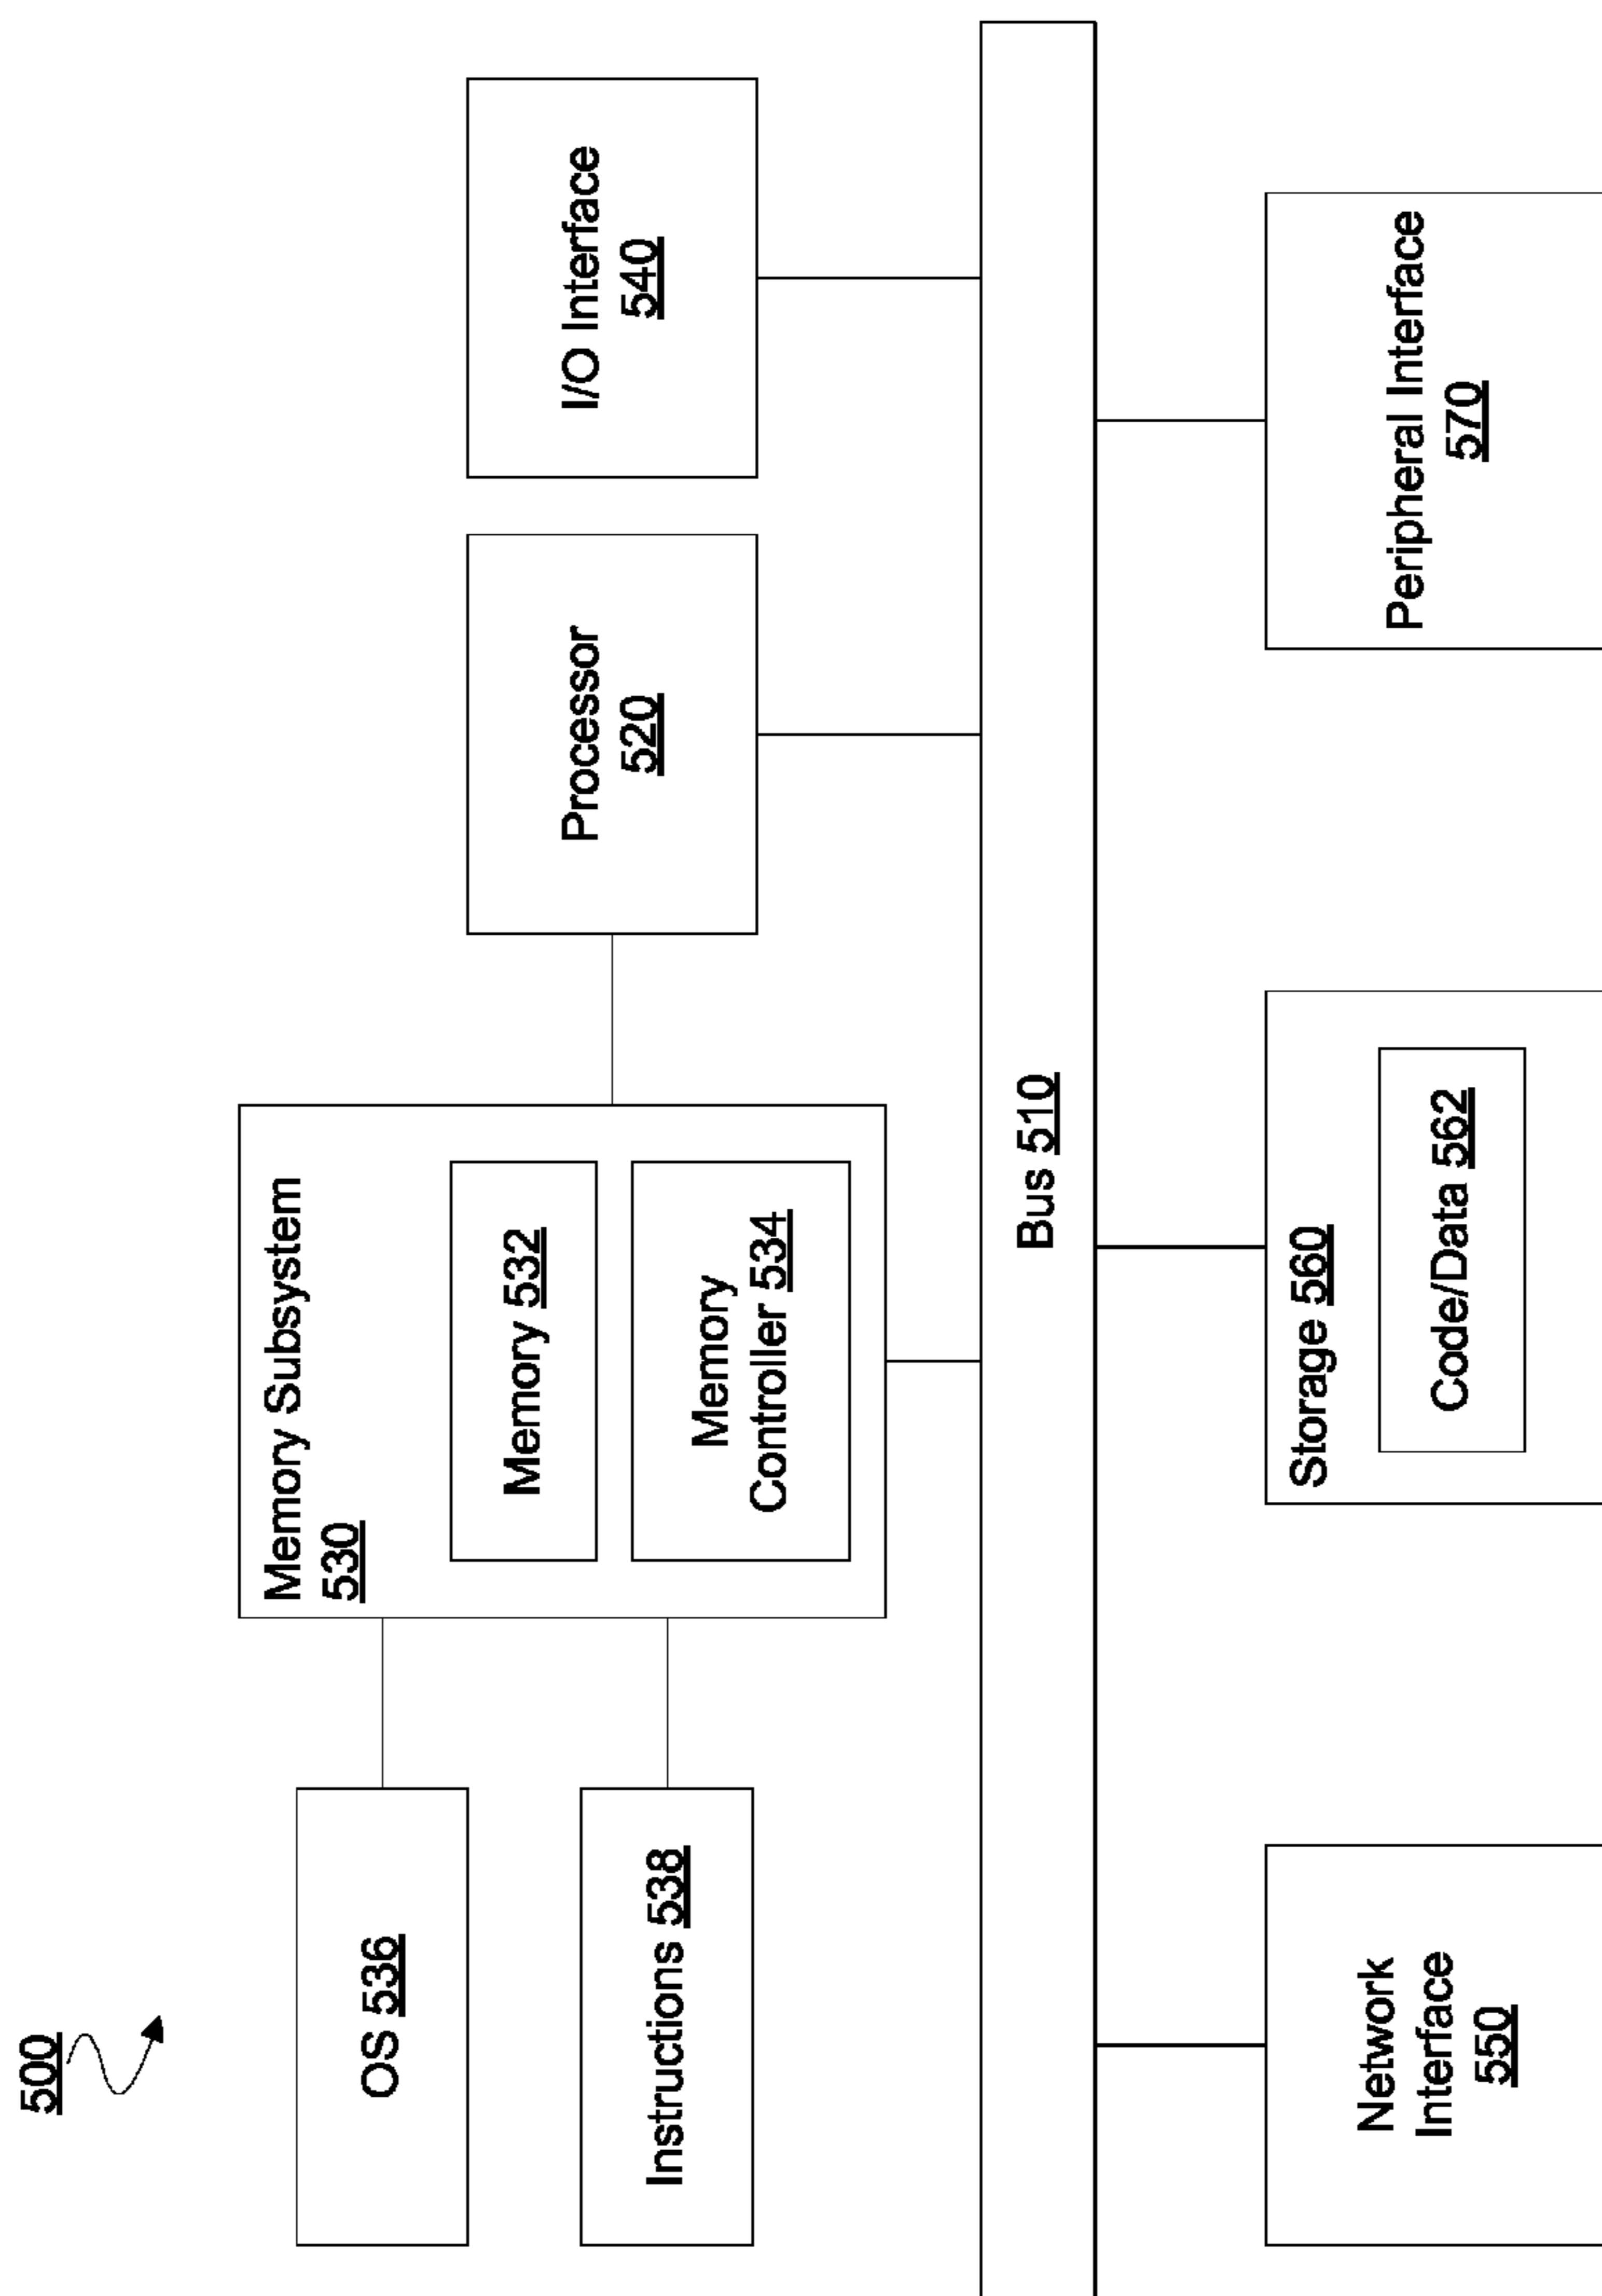 500
OS 536
Instructions 538
Memory Subsystem
530
Memory 532
Memory
Controller 534
Processor
520
I/O Interface
540
Bus 510
Network
Interface
550
Storage 560
Code/Data 562
Peripheral Interface
570